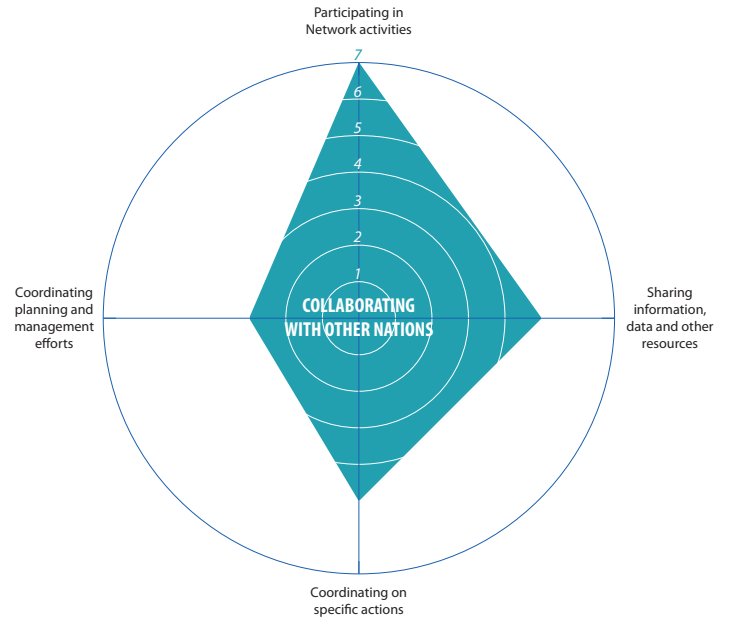 Participating in
Network activities
7
6
5
4
3
2
1
COLLABORATING
WITH OTHER NATIONS
Coordinating
planning and
management
efforts
Sharing
information,
data and other
resources
Coordinating on
specific actions